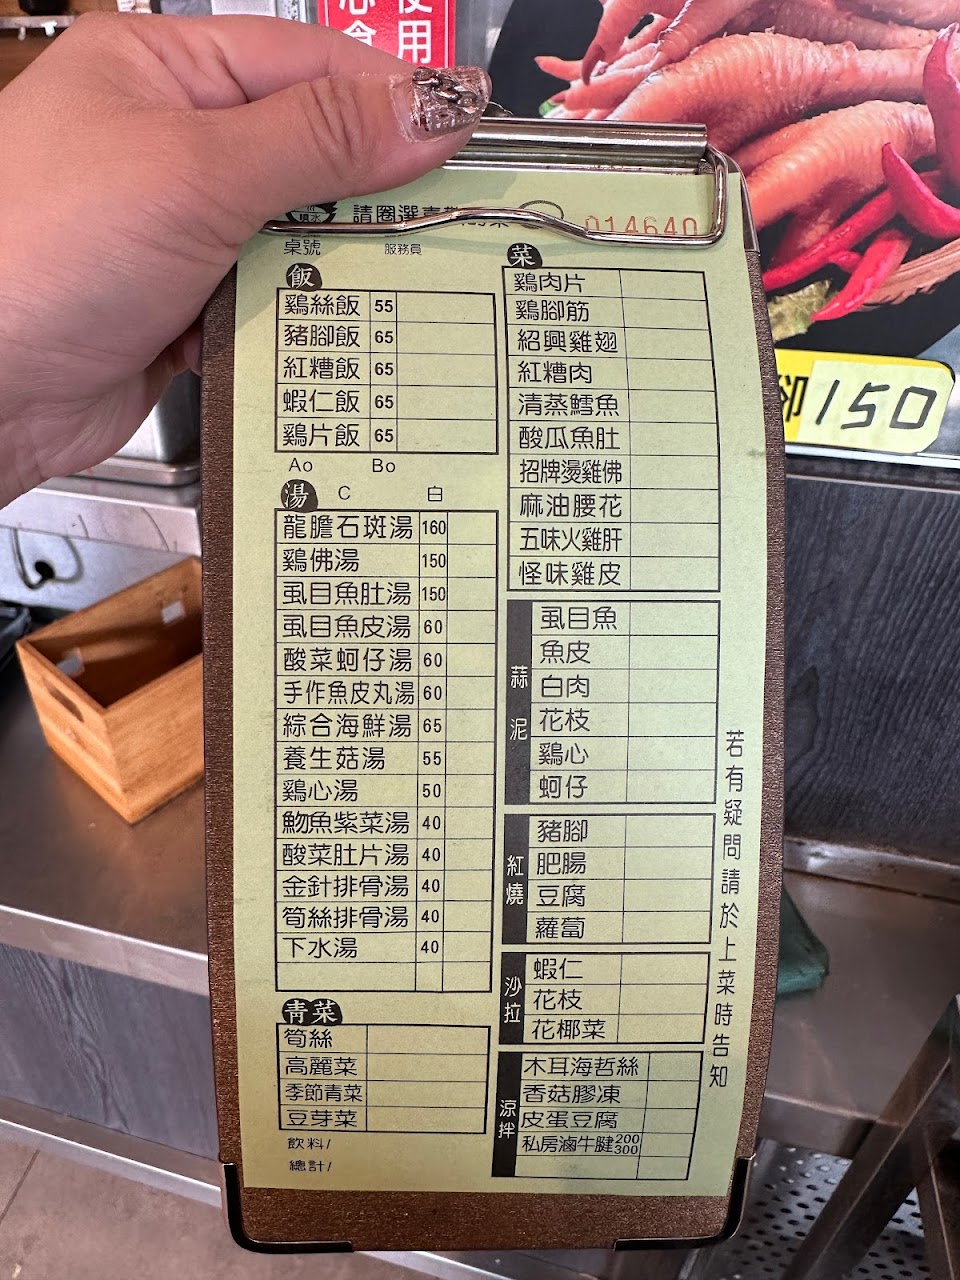 使用
噴水
請圈選喜
014640
桌號 服務員
飯
鷄絲飯 55
豬腳飯 65
紅糟飯 65
蝦仁飯 65
鷄片飯 65
Ao Bo
湯 C 白
龍膽石斑湯 160
鷄佛湯 150
虱目魚肚湯 150
虱目魚皮湯 60
酸菜蚵仔湯 60
手作魚皮丸湯 60
綜合海鮮湯 65
養生菇湯 55
鷄心湯 50
魩魚紫菜湯 40
酸菜肚片湯 40
金針排骨湯 40
筍絲排骨湯 40
下水湯 40
青菜
筍絲
高麗菜
季節青菜
豆芽菜
飲料/
總計/
菜
鷄肉片
鷄腳筋
紹興雞翅
紅糟肉
清蒸鱈魚
酸瓜魚肚
招牌燙雞佛
麻油腰花
五味火雞肝
怪味雞皮
蒜泥
虱目魚
魚皮
白肉
花枝
鷄心
蚵仔
紅燒
豬腳
肥腸
豆腐
蘿蔔
沙拉
蝦仁
花枝
花椰菜
涼拌
木耳海哲絲
香菇膠凍
皮蛋豆腐
私房滷牛腱 200 300
若有疑問請於上菜時告知
150